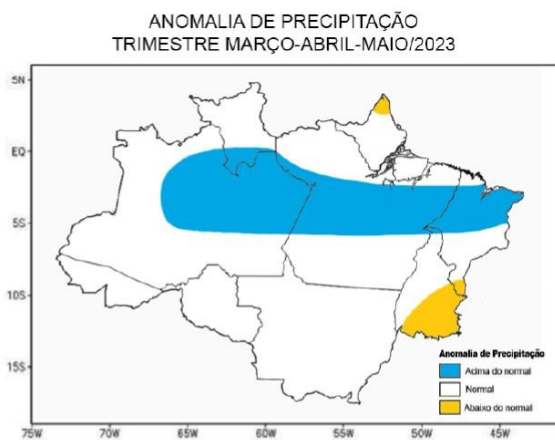 ANOMALIA DE PRECIPITAÇÃO
TRIMESTRE MARÇO-ABRIL-MAIO/2023
5N
EQ
5S
10S
15S
75W
70W
65W
60W
55W
50W
45W
Anomalia de Precipitação
Acima do normal
Normal
Abaixo do normal